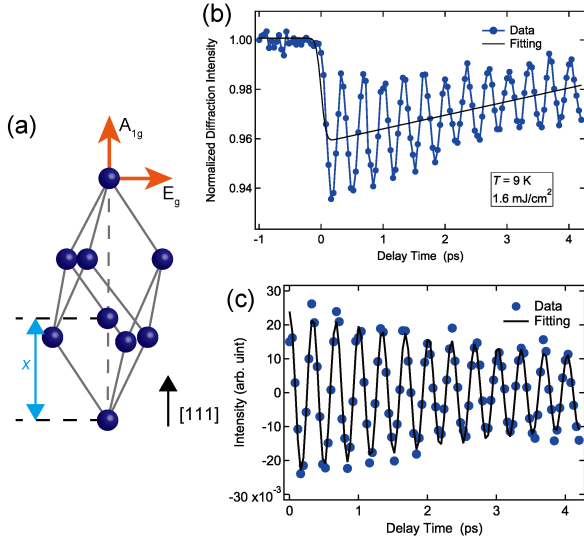 (a)
A1g
Eg
x
[111]
(b)
Normalized Diffraction Intensity
1.00
0.98
0.96
0.94
Data
Fitting
T = 9 K
1.6 mJ/cm²
-1
0
1
2
3
4
Delay Time (ps)
(c)
Intensity (arb. uint)
30
20
10
0
-10
-20
-30 x10⁻³
Data
Fitting
0
1
2
3
4
Delay Time (ps)